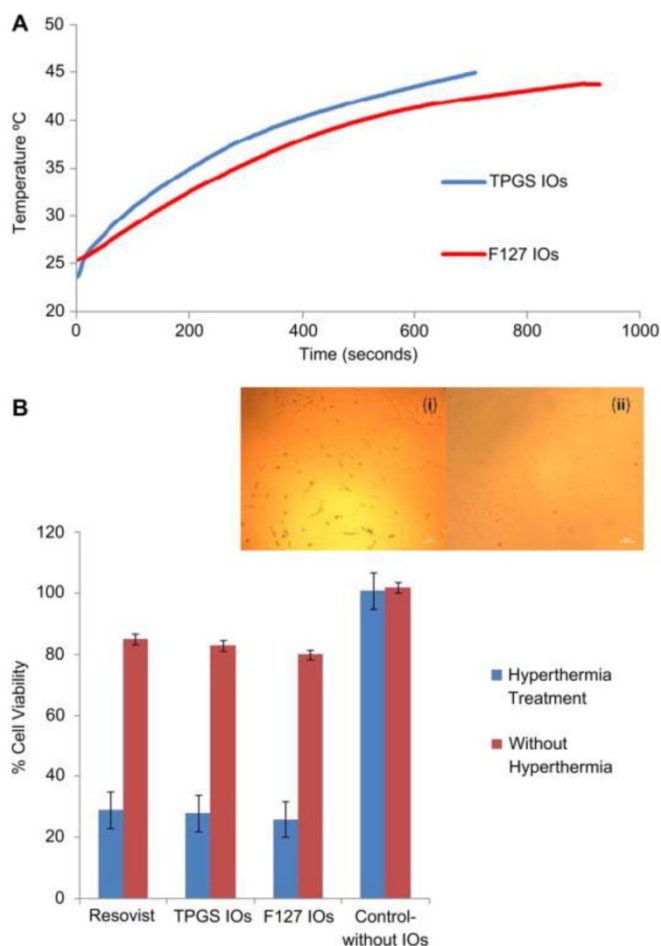 A
50
45
40
35
30
25
20
Temperature ºC
TPGS IOs
F127 IOs
0
200
400
600
800
1000
Time (seconds)
B
(i)
(ii)
120
100
80
60
40
20
0
% Cell Viability
Hyperthermia
Treatment
Without
Hyperthermia
Resovist
TPGS IOs
F127 IOs
Control-
without IOs